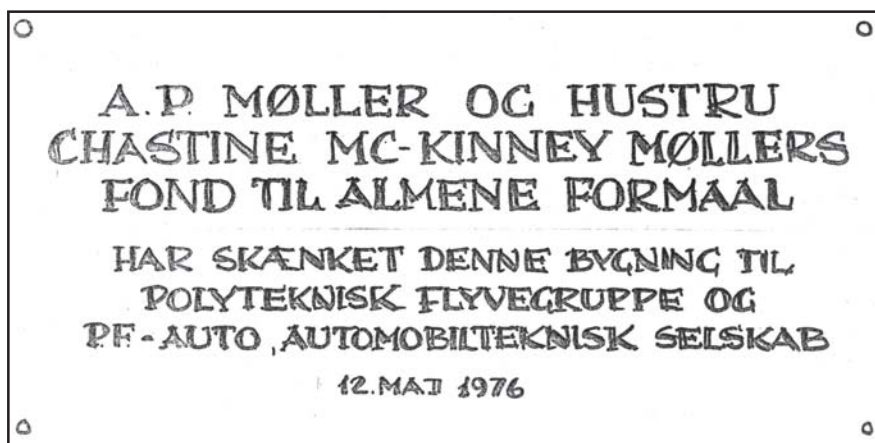 A.P. MØLLER OG HUSTRU
CHASTINE MC-KINNEY MØLLERS
FOND TIL ALMENE FORMAAL
HAR SKÆNKET DENNE BYGNING TIL
POLYTEKNISK FLYVEGRUPPE OG
PF-AUTO, AUTOMOBILTEKNISK SELSKAB
12. MAJ 1976